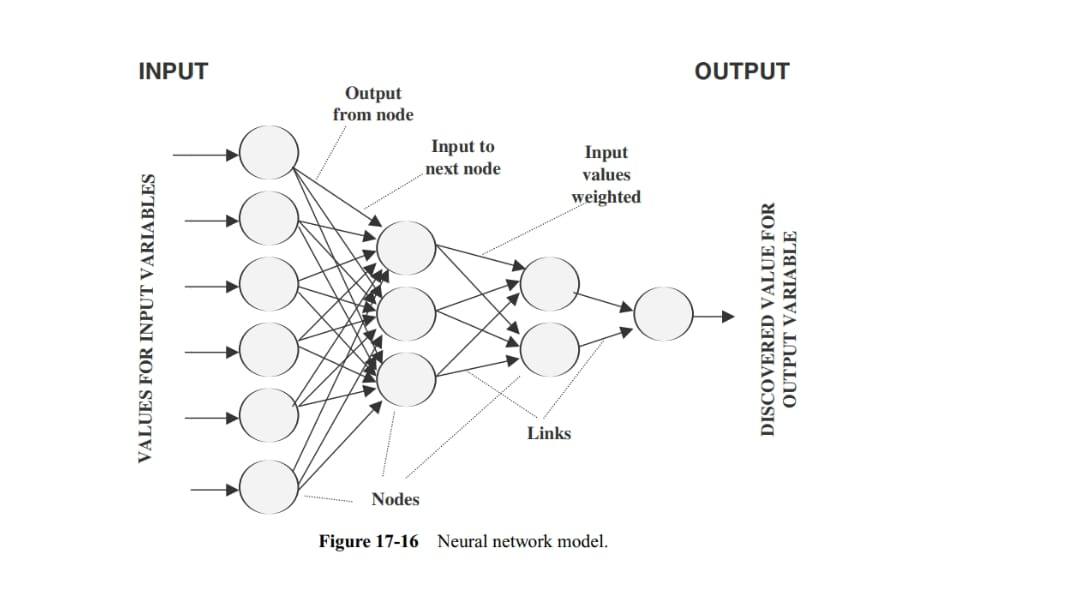 INPUT
OUTPUT
Output
from node
Input to
next node
Input
values
weighted
VALUES FOR INPUT VARIABLES
DISCOVERED VALUE FOR
OUTPUT VARIABLE
Links
Nodes
Figure 17-16 Neural network model.